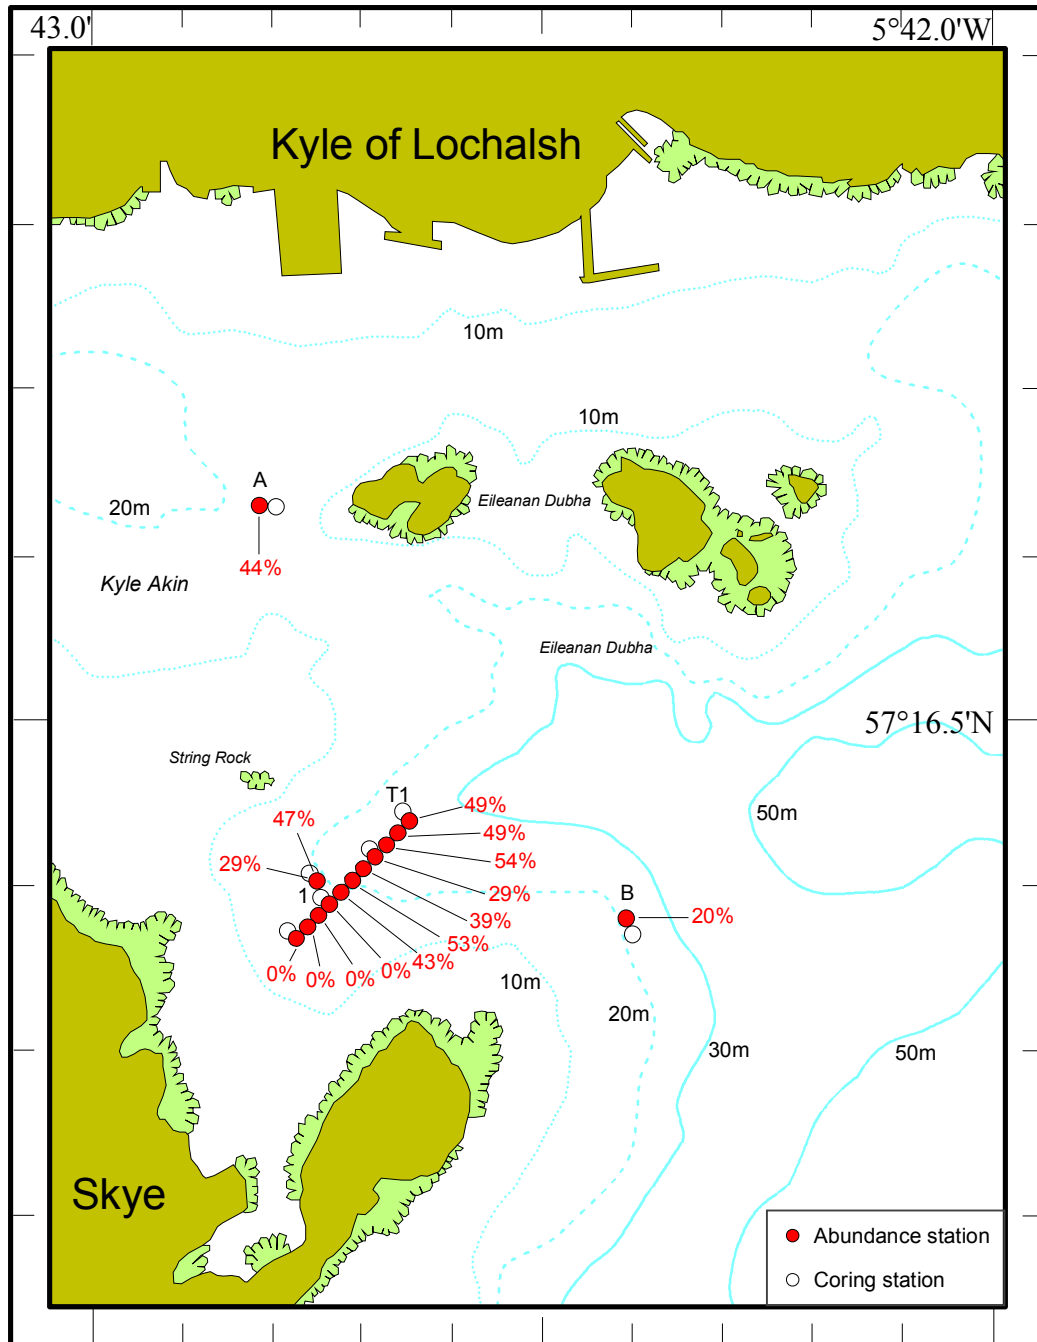 43.0'
5°42.0'W
Kyle of Lochalsh
10m
10m
A
20m
Eileanan Dubha
44%
Kyle Akin
Eileanan Dubha
57°16.5'N
String Rock
T1
49%
50m
47%
49%
54%
29%
29%
1
B
39%
20%
53%
43%
0%
0%
0%
0%
10m
20m
30m
50m
Skye
Abundance station
Coring station